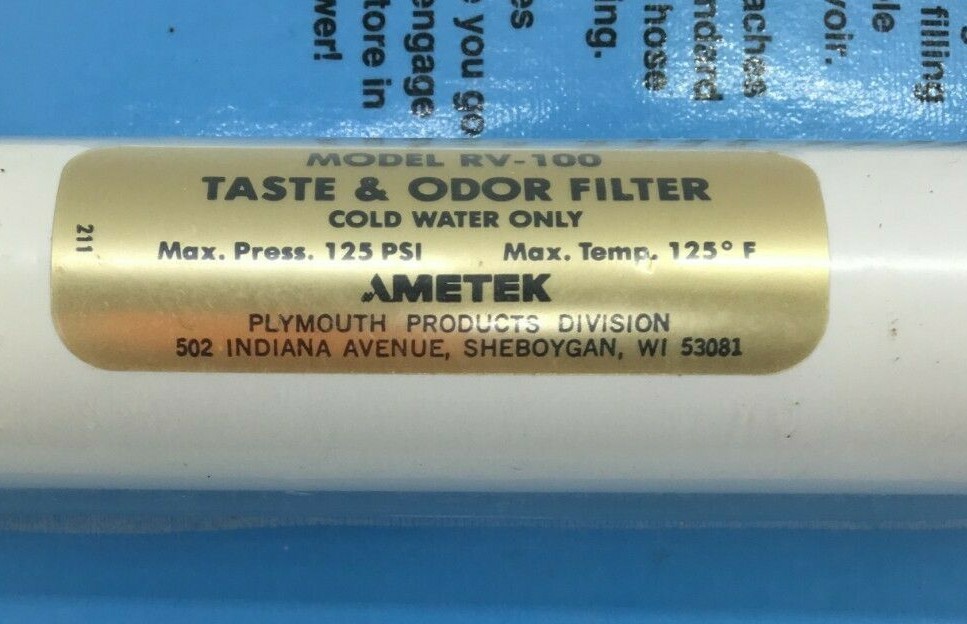 MODEL RV-100
TASTE & ODOR FILTER
COLD WATER ONLY
Max. Press. 125 PSI Max. Temp. 125° F
AMETEK
PLYMOUTH PRODUCTS DIVISION
502 INDIANA AVENUE, SHEBOYGAN, WI 53081
211
filling
voir.
ple
aches
ndard
hose
ing.
es
you go
engage
tore in
wer!